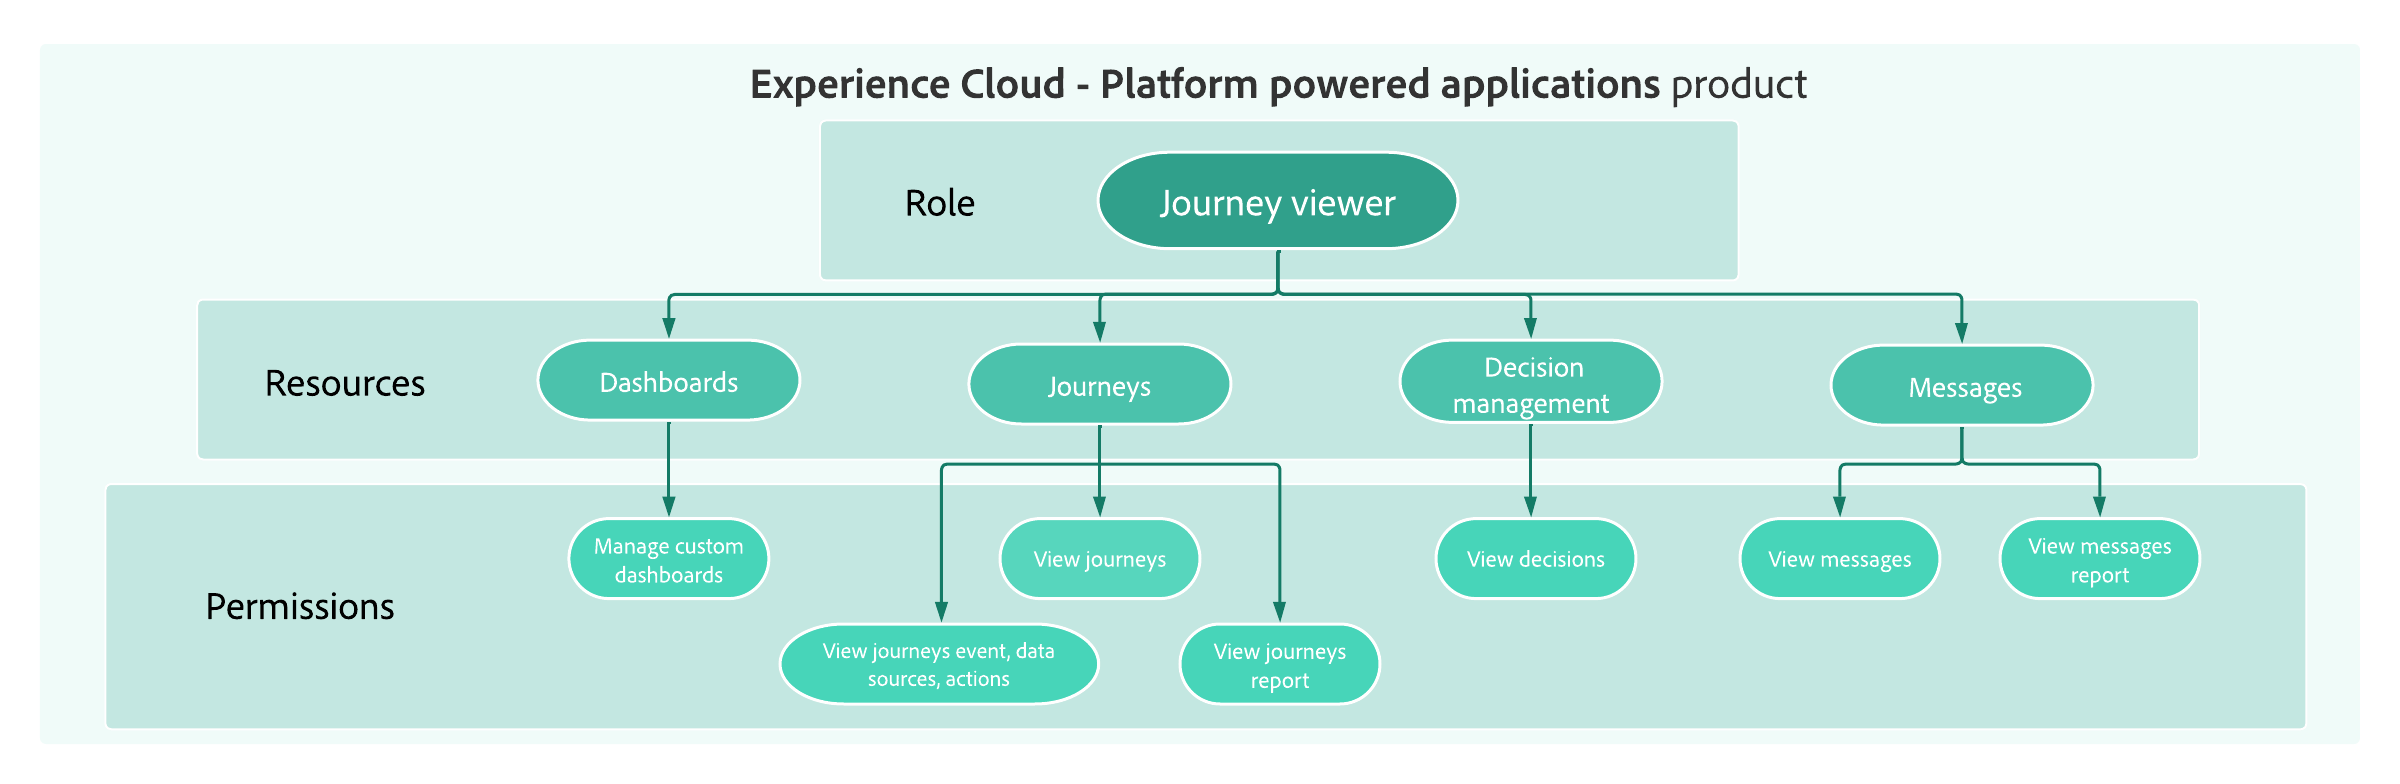 Experience Cloud - Platform powered applications product
Role
Journey viewer
Resources
Dashboards
Journeys
Decision
management
Messages
Permissions
Manage custom
dashboards
View journeys
View decisions
View messages
View messages
report
View journeys event, data
sources, actions
View journeys
report